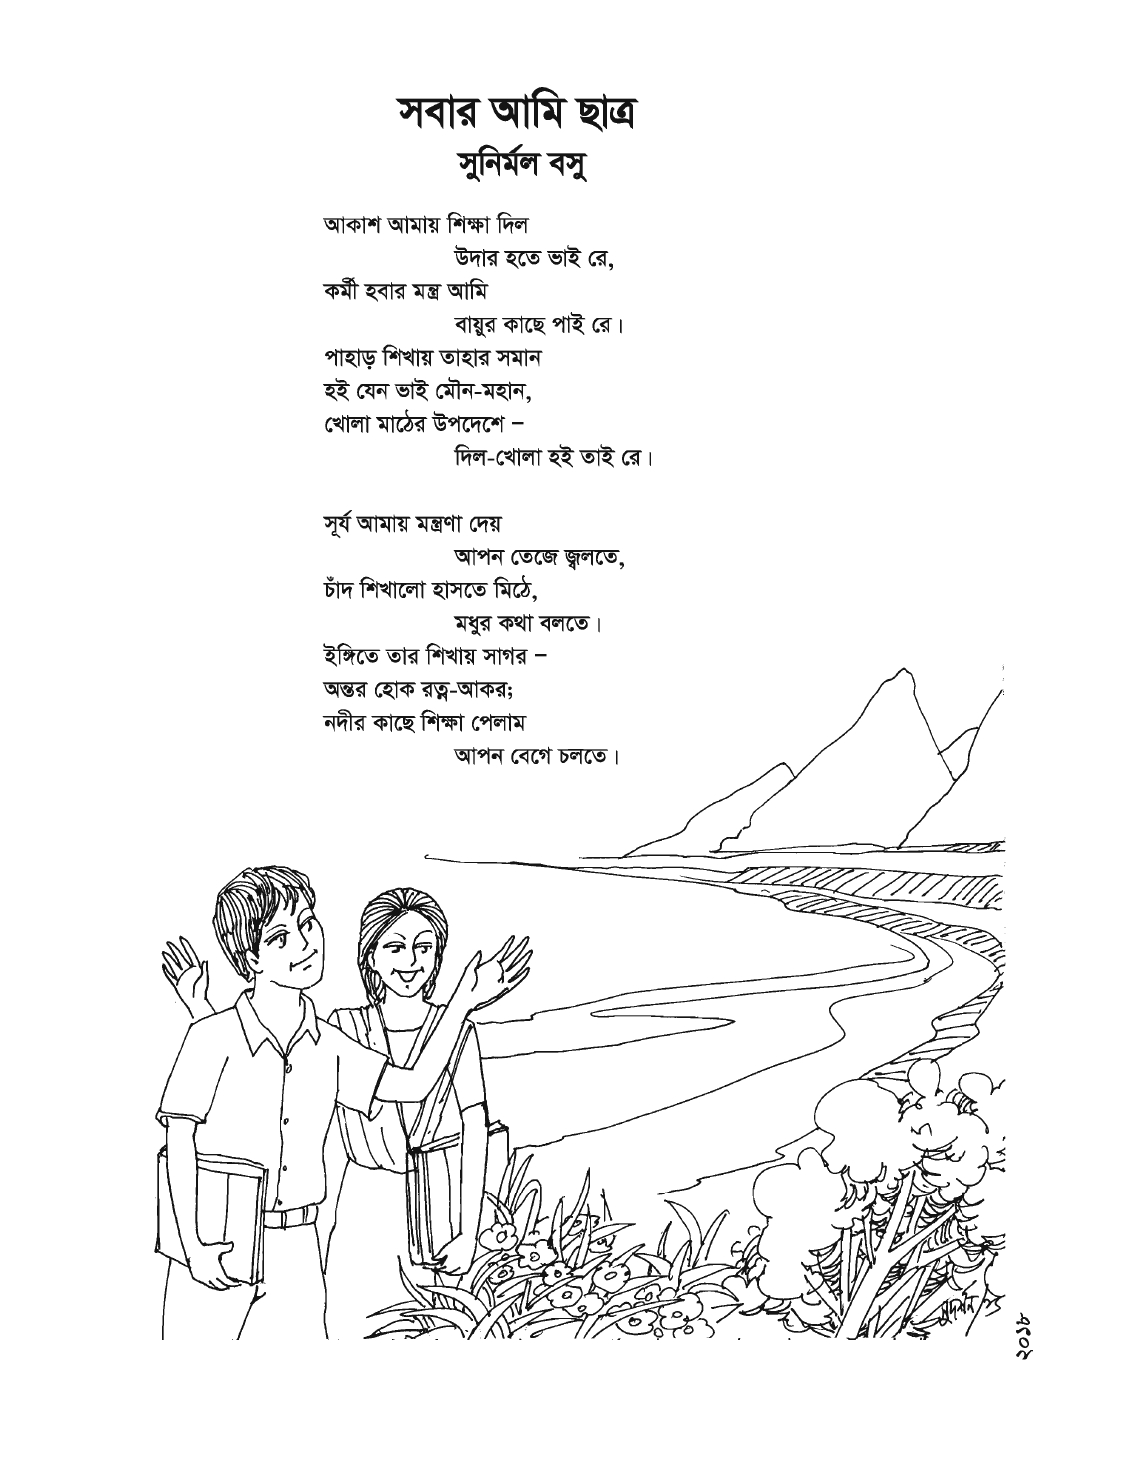 সবার আমি ছাত্র
সুনির্মল বসু
আকাশ আমায় শিক্ষা দিল
উদার হতে ভাই রে,
কর্মী হবার মন্ত্র আমি
বায়ুর কাছে পাই রে।
পাহাড় শিখায় তাহার সমান
হই যেন ভাই মৌন-মহান,
খোলা মাঠের উপদেশে –
দিল-খোলা হই তাই রে।
সূর্য আমায় মন্ত্রণা দেয়
আপন তেজে জ্বলতে,
চাঁদ শিখালো হাসতে মিঠে,
মধুর কথা বলতে।
ইঙ্গিতে তার শিখায় সাগর –
অন্তর হোক রত্ন-আকর;
নদীর কাছে শিক্ষা পেলাম
আপন বেগে চলতে।
সুদর্শন
২০১৮